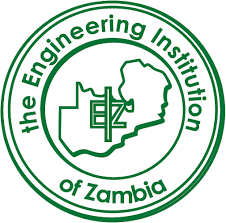 the Engineering Institution
of Zambia
EIZ